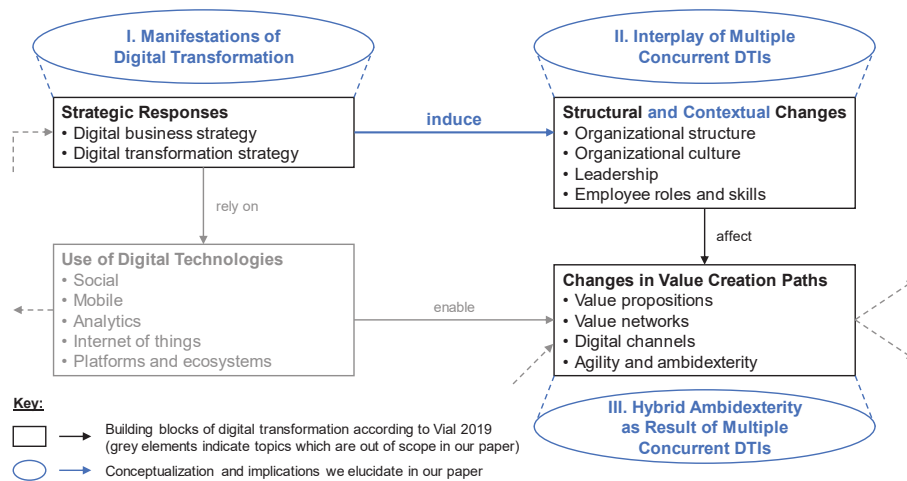 I. Manifestations of
Digital Transformation
II. Interplay of Multiple
Concurrent DTIs
Strategic Responses
• Digital business strategy
• Digital transformation strategy
induce
Structural and Contextual Changes
• Organizational structure
• Organizational culture
• Leadership
• Employee roles and skills
rely on
affect
Use of Digital Technologies
• Social
• Mobile
• Analytics
• Internet of things
• Platforms and ecosystems
enable
Changes in Value Creation Paths
• Value propositions
• Value networks
• Digital channels
• Agility and ambidexterity
III. Hybrid Ambidexterity
as Result of Multiple
Concurrent DTIs
Key:
Building blocks of digital transformation according to Vial 2019
(grey elements indicate topics which are out of scope in our paper)
Conceptualization and implications we elucidate in our paper